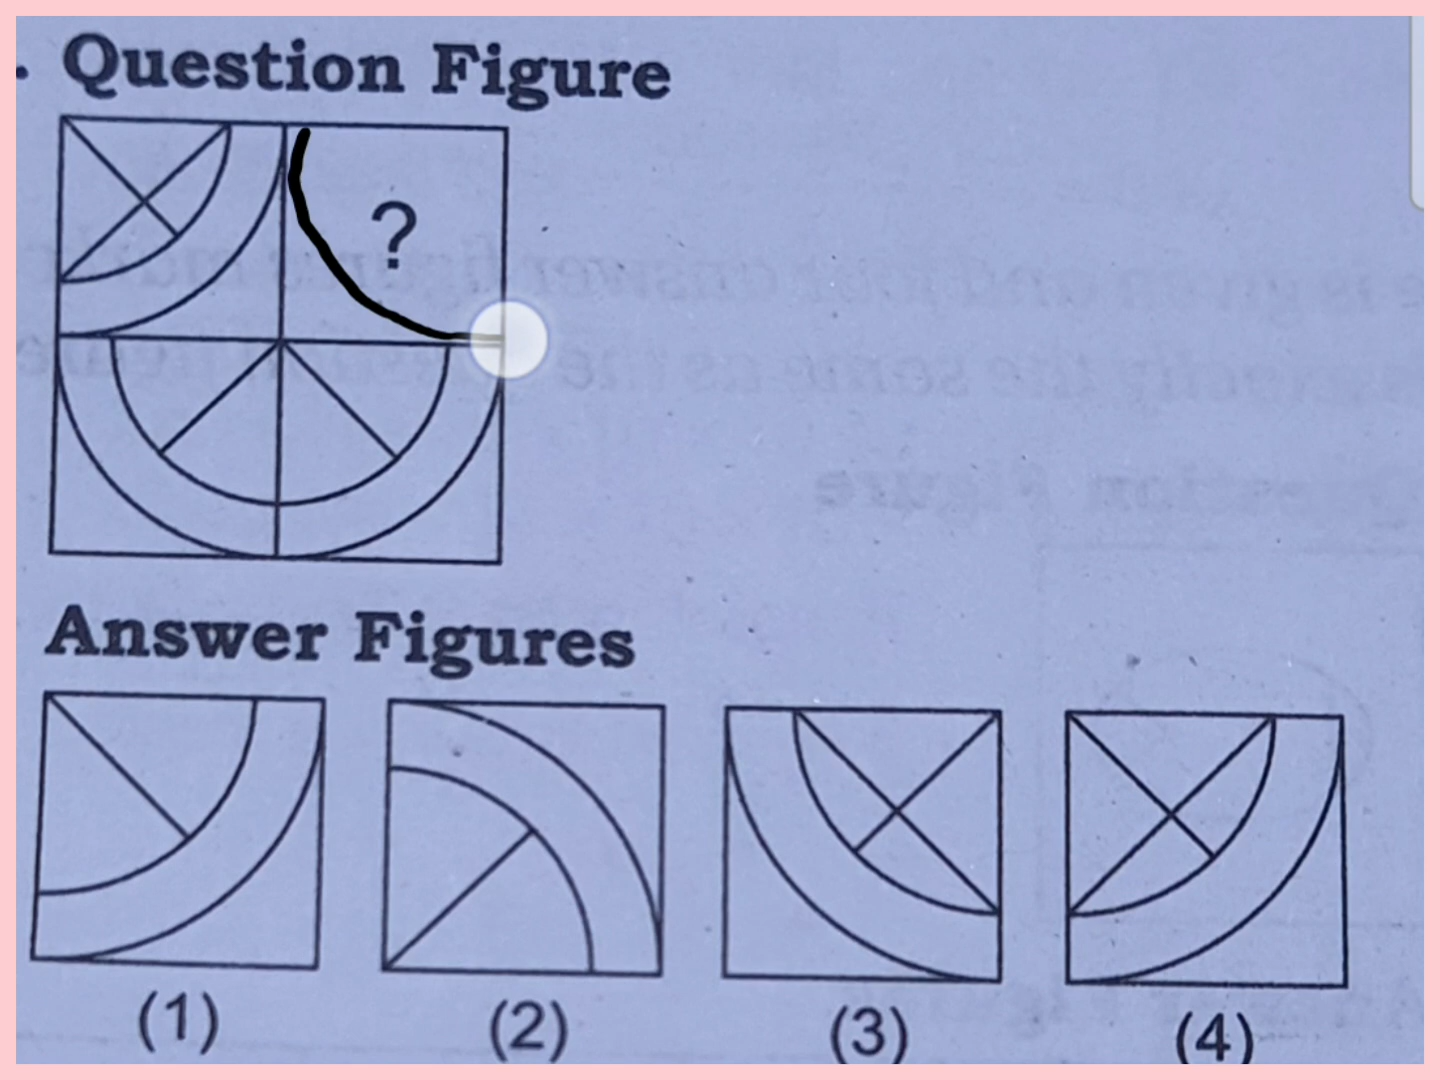 . Question Figure
?
Answer Figures
(1) (2) (3) (4)